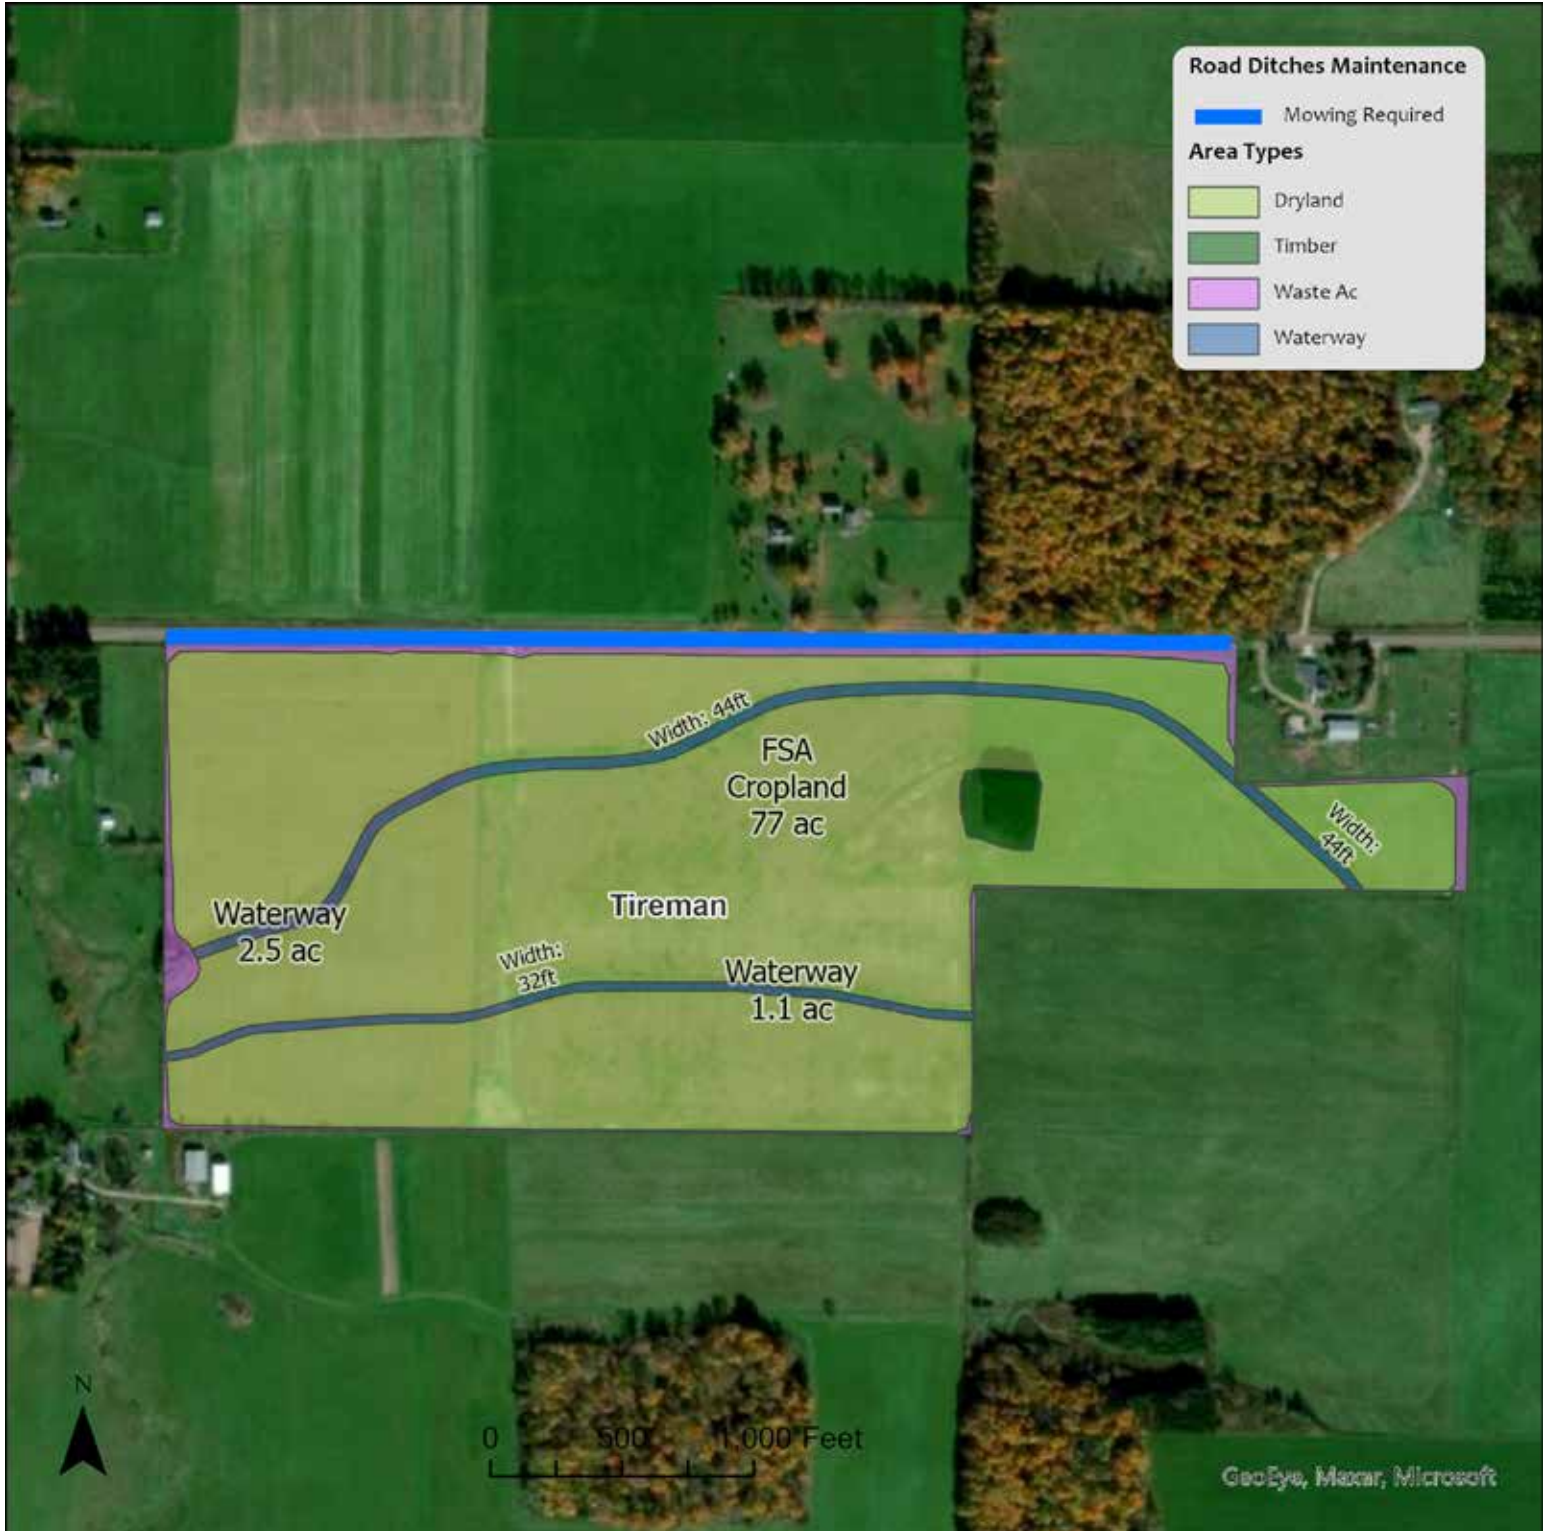 Road Ditches Maintenance
Mowing Required
Area Types
Dryland
Timber
Waste Ac
Waterway
Width: 44ft
FSA
Cropland
77 ac
Width:
44ft
Waterway
2.5 ac
Tireman
Width:
32ft
Waterway
1.1 ac
N
0 500 1,000 Feet
GeoEye, Maxar, Microsoft